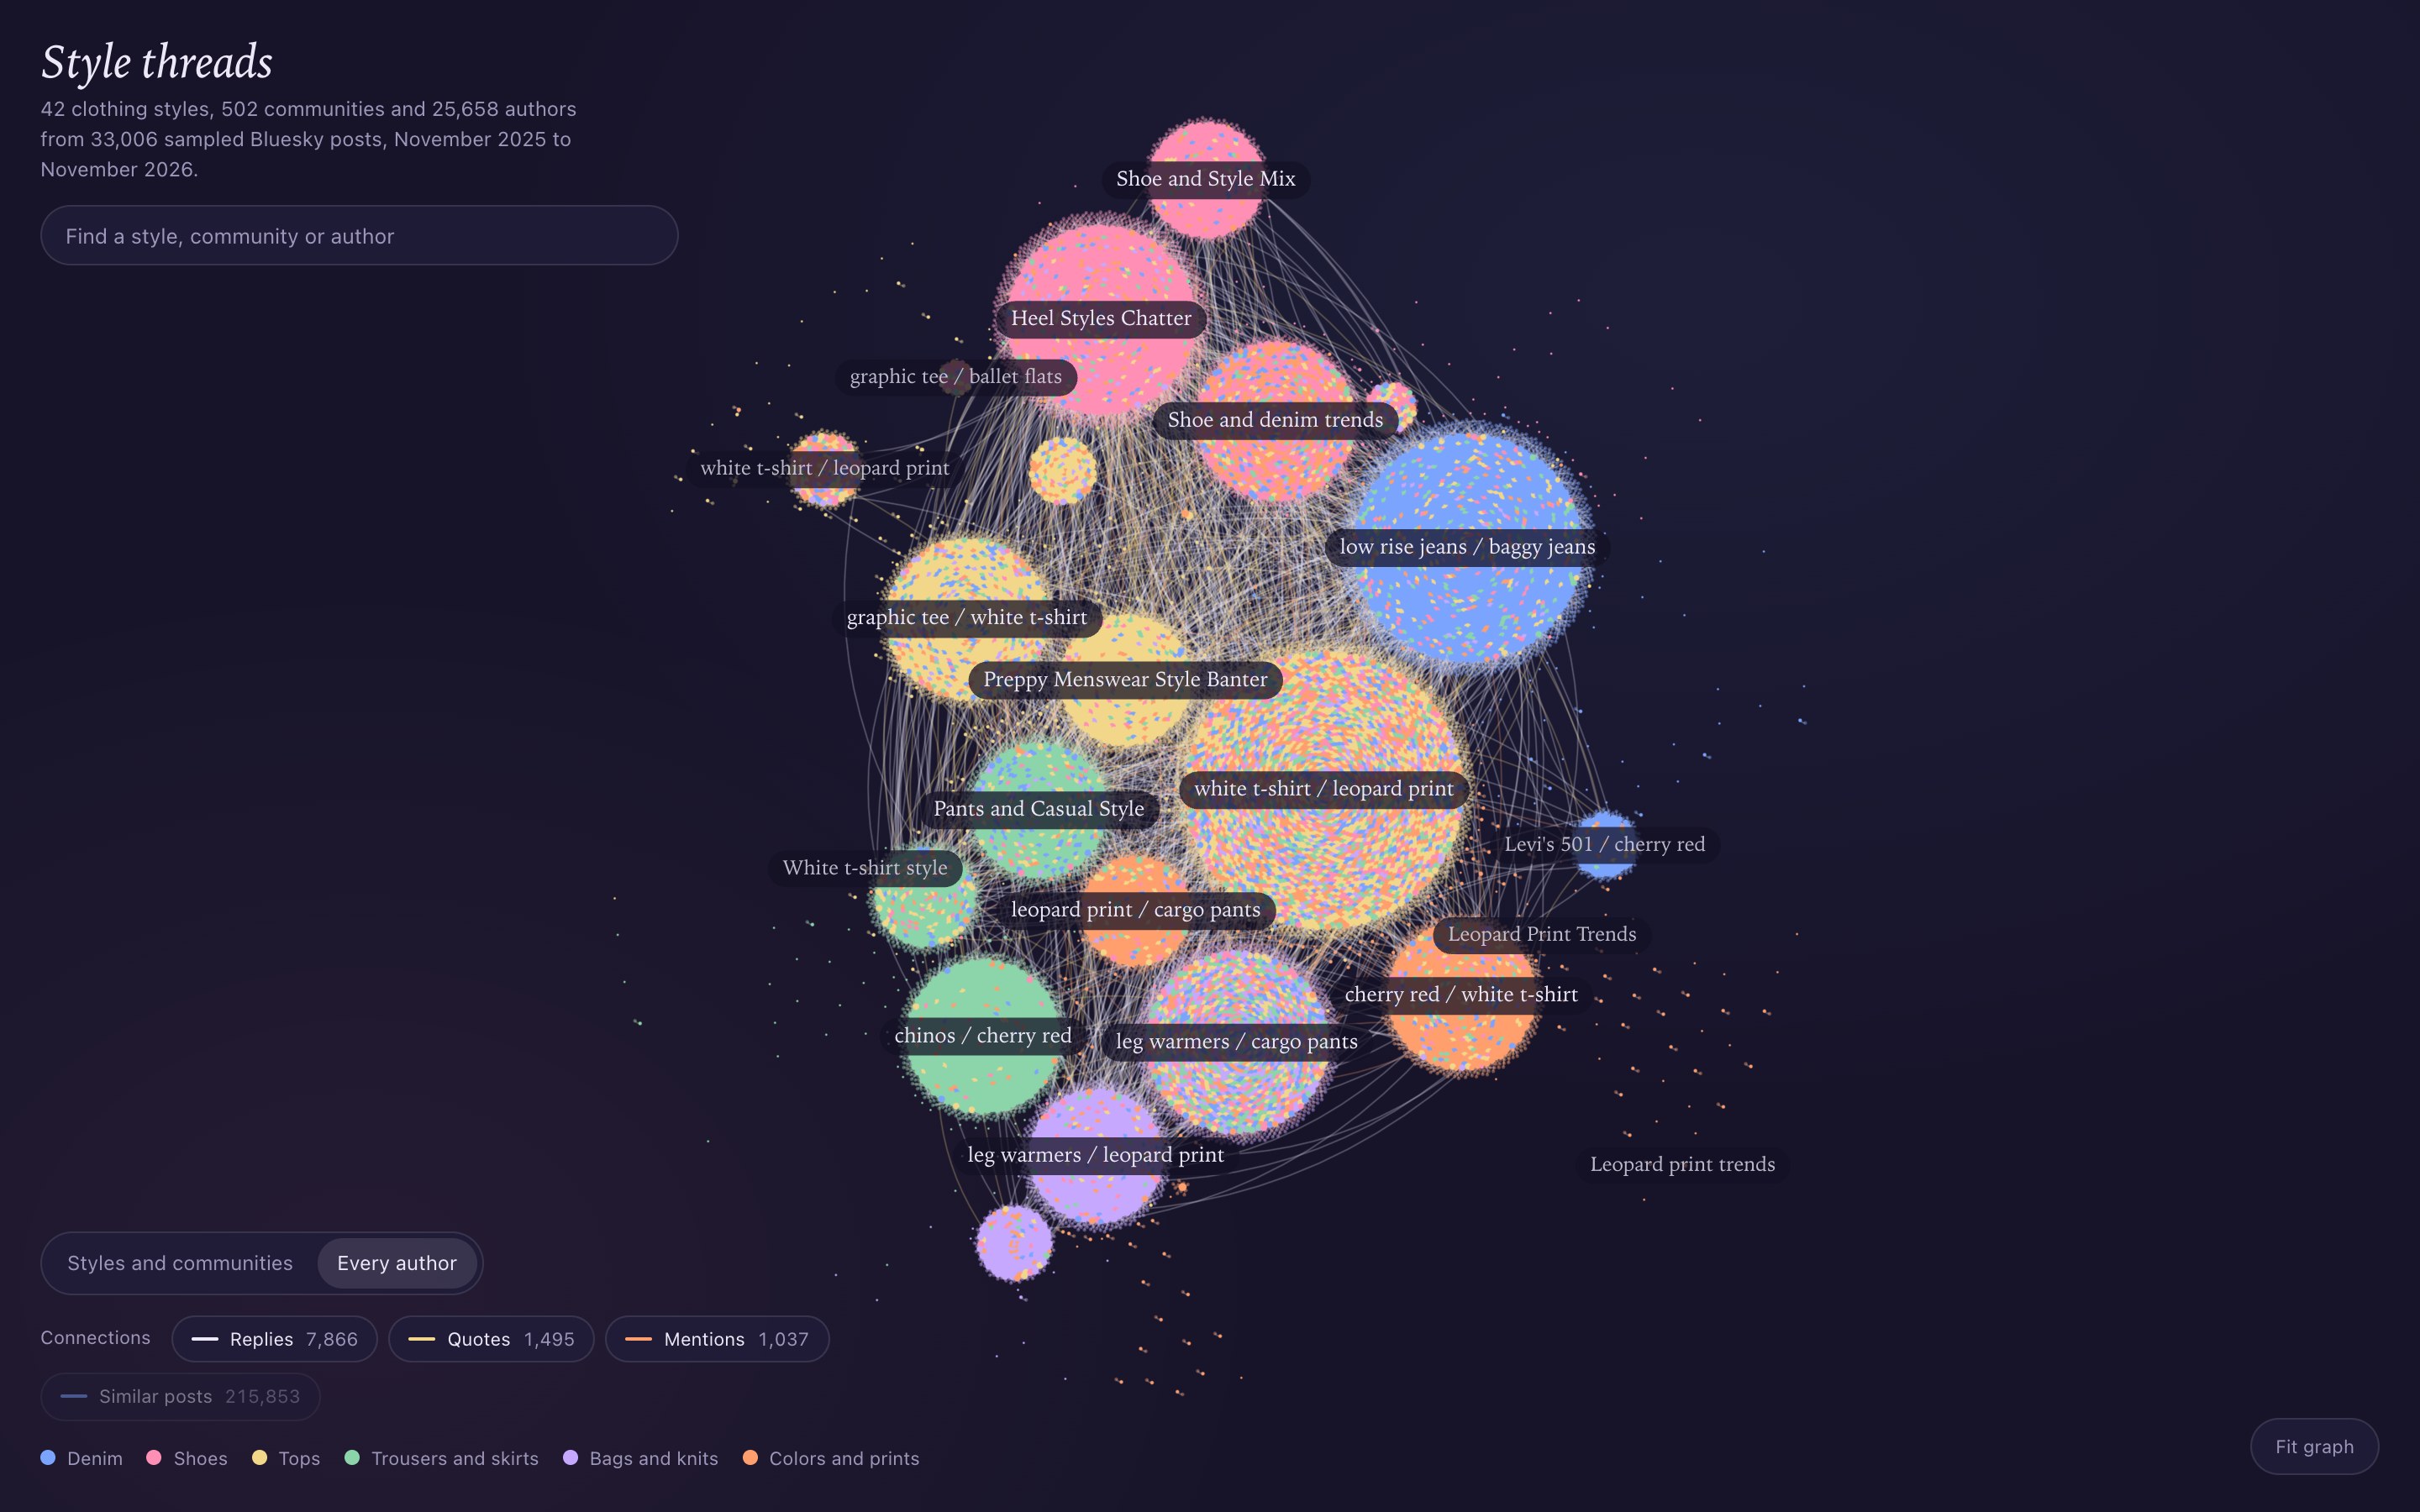 Style threads
42 clothing styles, 502 communities and 25,658 authors
from 33,006 sampled Bluesky posts, November 2025 to
November 2026.
Find a style, community or author
Shoe and Style Mix
Heel Styles Chatter
graphic tee / ballet flats
Shoe and denim trends
white t-shirt / leopard print
low rise jeans / baggy jeans
graphic tee / white t-shirt
Preppy Menswear Style Banter
white t-shirt / leopard print
Pants and Casual Style
Levi's 501 / cherry red
White t-shirt style
leopard print / cargo pants
Leopard Print Trends
cherry red / white t-shirt
chinos / cherry red
leg warmers / cargo pants
leg warmers / leopard print
Leopard print trends
Styles and communities
Every author
Connections
Replies 7,866
Quotes 1,495
Mentions 1,037
Similar posts 215,853
Denim
Shoes
Tops
Trousers and skirts
Bags and knits
Colors and prints
Fit graph